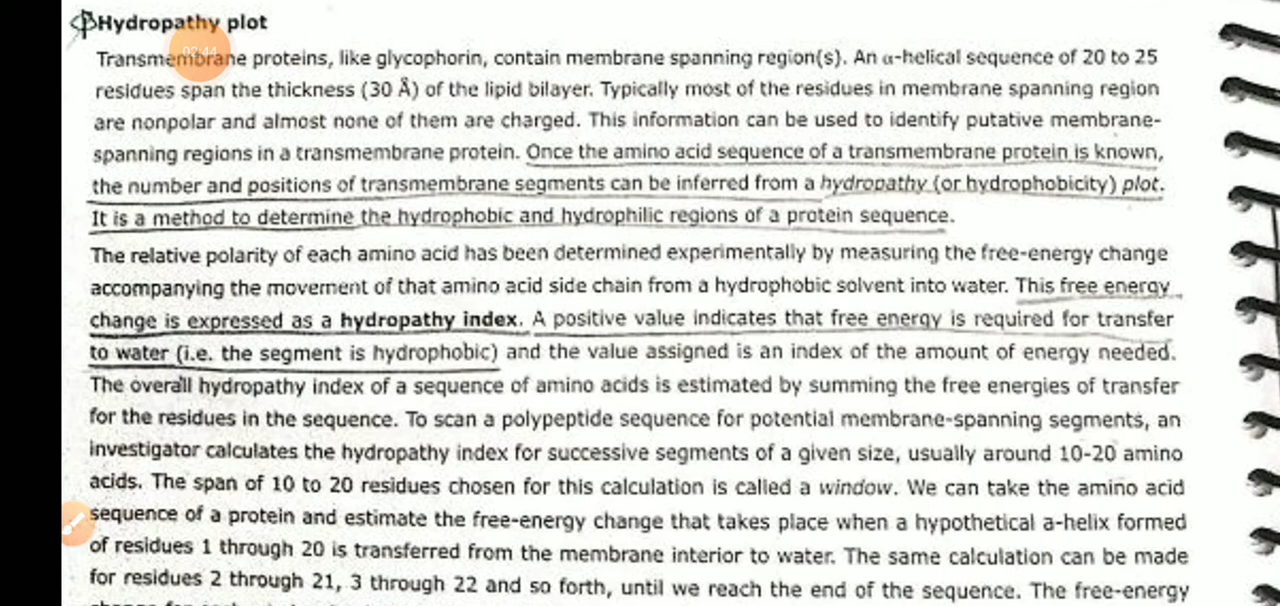 Hydropathy plot
02:44
Transmembrane proteins, like glycophorin, contain membrane spanning region(s). An α-helical sequence of 20 to 25
residues span the thickness (30 Å) of the lipid bilayer. Typically most of the residues in membrane spanning region
are nonpolar and almost none of them are charged. This information can be used to identify putative membrane-
spanning regions in a transmembrane protein. Once the amino acid sequence of a transmembrane protein is known,
the number and positions of transmembrane segments can be inferred from a hydropathy (or hydrophobicity) plot.
It is a method to determine the hydrophobic and hydrophilic regions of a protein sequence.
The relative polarity of each amino acid has been determined experimentally by measuring the free-energy change
accompanying the movement of that amino acid side chain from a hydrophobic solvent into water. This free energy
change is expressed as a hydropathy index. A positive value indicates that free energy is required for transfer
to water (i.e. the segment is hydrophobic) and the value assigned is an index of the amount of energy needed.
The overall hydropathy index of a sequence of amino acids is estimated by summing the free energies of transfer
for the residues in the sequence. To scan a polypeptide sequence for potential membrane-spanning segments, an
investigator calculates the hydropathy index for successive segments of a given size, usually around 10-20 amino
acids. The span of 10 to 20 residues chosen for this calculation is called a window. We can take the amino acid
sequence of a protein and estimate the free-energy change that takes place when a hypothetical a-helix formed
of residues 1 through 20 is transferred from the membrane interior to water. The same calculation can be made
for residues 2 through 21, 3 through 22 and so forth, until we reach the end of the sequence. The free-energy